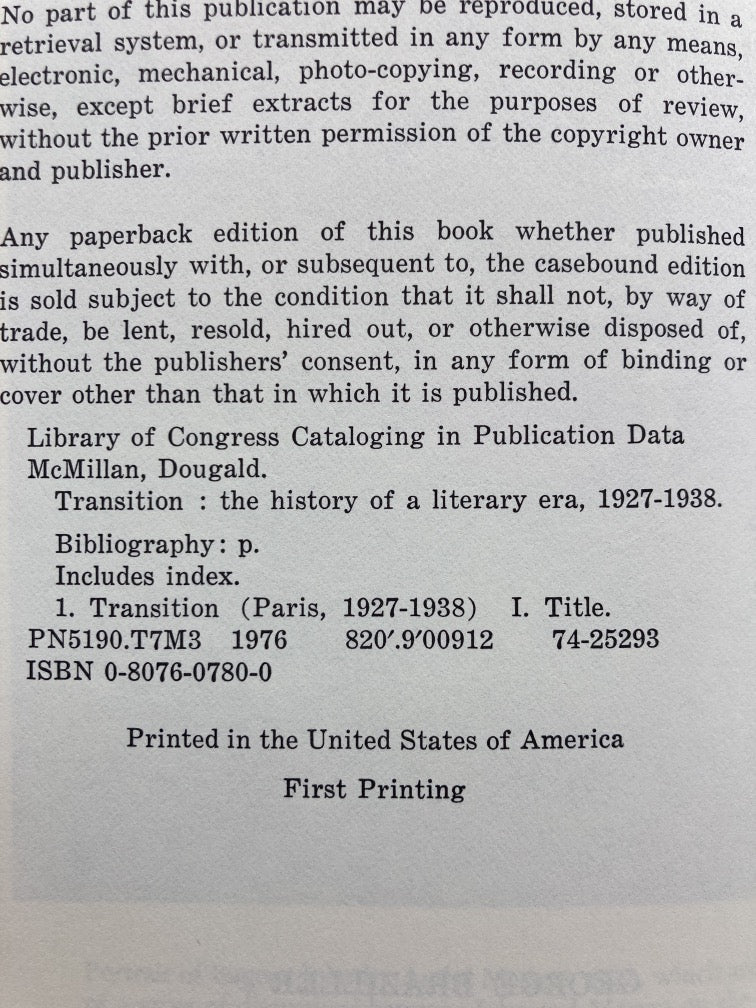 No part of this publication may be reproduced, stored in a
retrieval system, or transmitted in any form by any means,
electronic, mechanical, photo-copying, recording or other-
wise, except brief extracts for the purposes of review,
without the prior written permission of the copyright owner
and publisher.
Any paperback edition of this book whether published
simultaneously with, or subsequent to, the casebound edition
is sold subject to the condition that it shall not, by way of
trade, be lent, resold, hired out, or otherwise disposed of,
without the publishers' consent, in any form of binding or
cover other than that in which it is published.
Library of Congress Cataloging in Publication Data
McMillan, Dougald.
Transition : the history of a literary era, 1927-1938.
Bibliography: p.
Includes index.
1. Transition (Paris, 1927-1938) I. Title.
PN5190.T7M3 1976 820′.9′00912 74-25293
ISBN 0-8076-0780-0
Printed in the United States of America
First Printing
GEORGE BRAZILLER